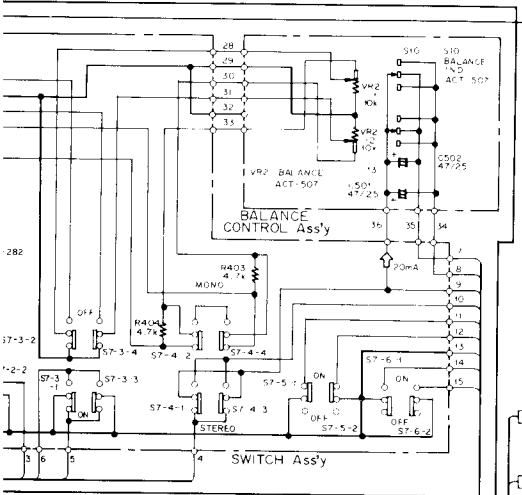 28
29
30
31
32
33
VR2
10k
VR2
10k
VR2 BALANCE
ACT-507
S10
S10
BALANCE
IND
ACT-507
C502
47/25
C501
47/25
BALANCE
CONTROL Ass'y
36
35
34
20mA
7
8
9
10
11
12
13
14
15
-282
R403
4.7k
MONO
OFF
R404
4.7k
S7-3-2
S7-3-4
S7-4-2
S7-4-4
7-2-2
S7-3
-1
S7-3-3
ON
S7-4-1
S7-4-3
STEREO
S7-5-1
ON
OFF
S7-5-2
S7-6-1
ON
OFF
S7-6-2
3
6
5
4
SWITCH Ass'y